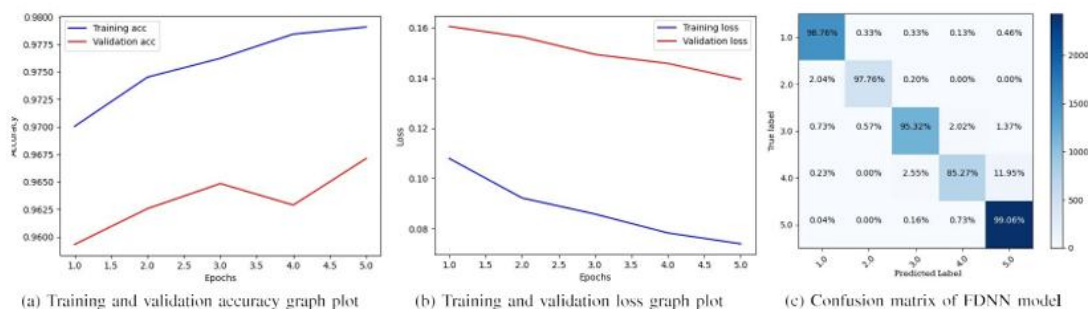 0.9800
0.9775
0.9750
0.9725
0.9700
0.9675
0.9650
0.9625
0.9600
Accuracy
Training acc
Validation acc
1.0 1.5 2.0 2.5 3.0 3.5 4.0 4.5 5.0
Epochs
(a) Training and validation accuracy graph plot
0.16
0.14
0.12
0.10
0.08
Loss
Training loss
Validation loss
1.0 1.5 2.0 2.5 3.0 3.5 4.0 4.5 5.0
Epochs
(b) Training and validation loss graph plot
True label
1.0 98.76% 0.33% 0.33% 0.13% 0.46%
2.0 2.04% 97.76% 0.20% 0.00% 0.00%
3.0 0.73% 0.57% 95.32% 2.02% 1.37%
4.0 0.23% 0.00% 2.55% 85.27% 11.95%
5.0 0.04% 0.00% 0.16% 0.73% 99.06%
1.0 2.0 3.0 4.0 5.0
Predicted Label
2000
1500
1000
500
0
(c) Confusion matrix of FDNN model